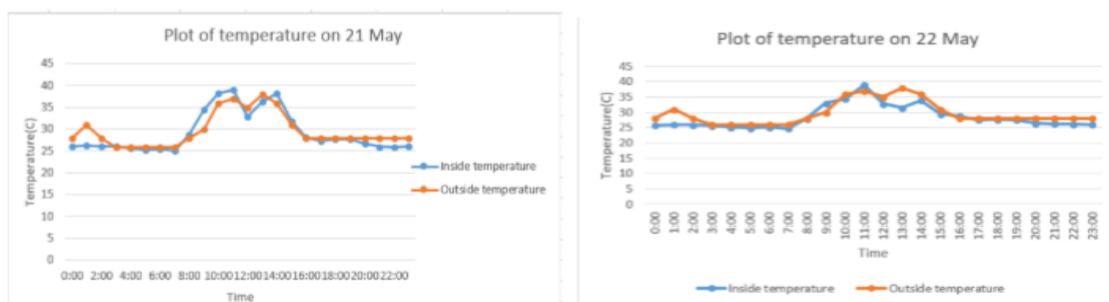 Plot of temperature on 21 May
45
40
35
30
25
20
15
10
5
0
Temperature(C)
0:00 2:00 4:00 6:00 8:00 10:00 12:00 14:00 16:00 18:00 20:00 22:00
Time
Inside temperature
Outside temperature
Plot of temperature on 22 May
45
40
35
30
25
20
15
10
5
0
Temperature(C)
0:00 1:00 2:00 3:00 4:00 5:00 6:00 7:00 8:00 9:00 10:00 11:00 12:00 13:00 14:00 15:00 16:00 17:00 18:00 19:00 20:00 21:00 22:00 23:00
Time
Inside temperature Outside temperature